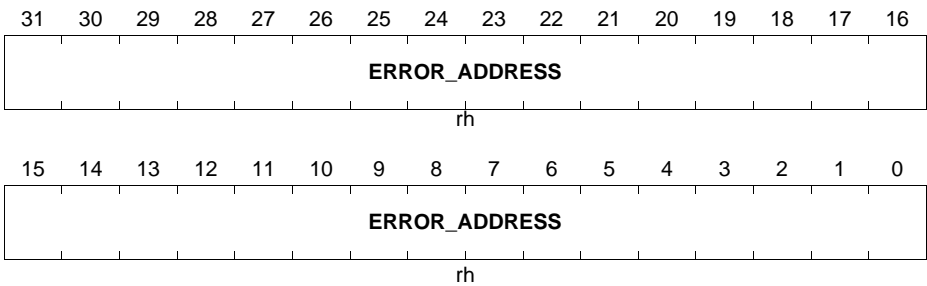 31 30 29 28 27 26 25 24 23 22 21 20 19 18 17 16
ERROR_ADDRESS
rh
15 14 13 12 11 10 9 8 7 6 5 4 3 2 1 0
ERROR_ADDRESS
rh